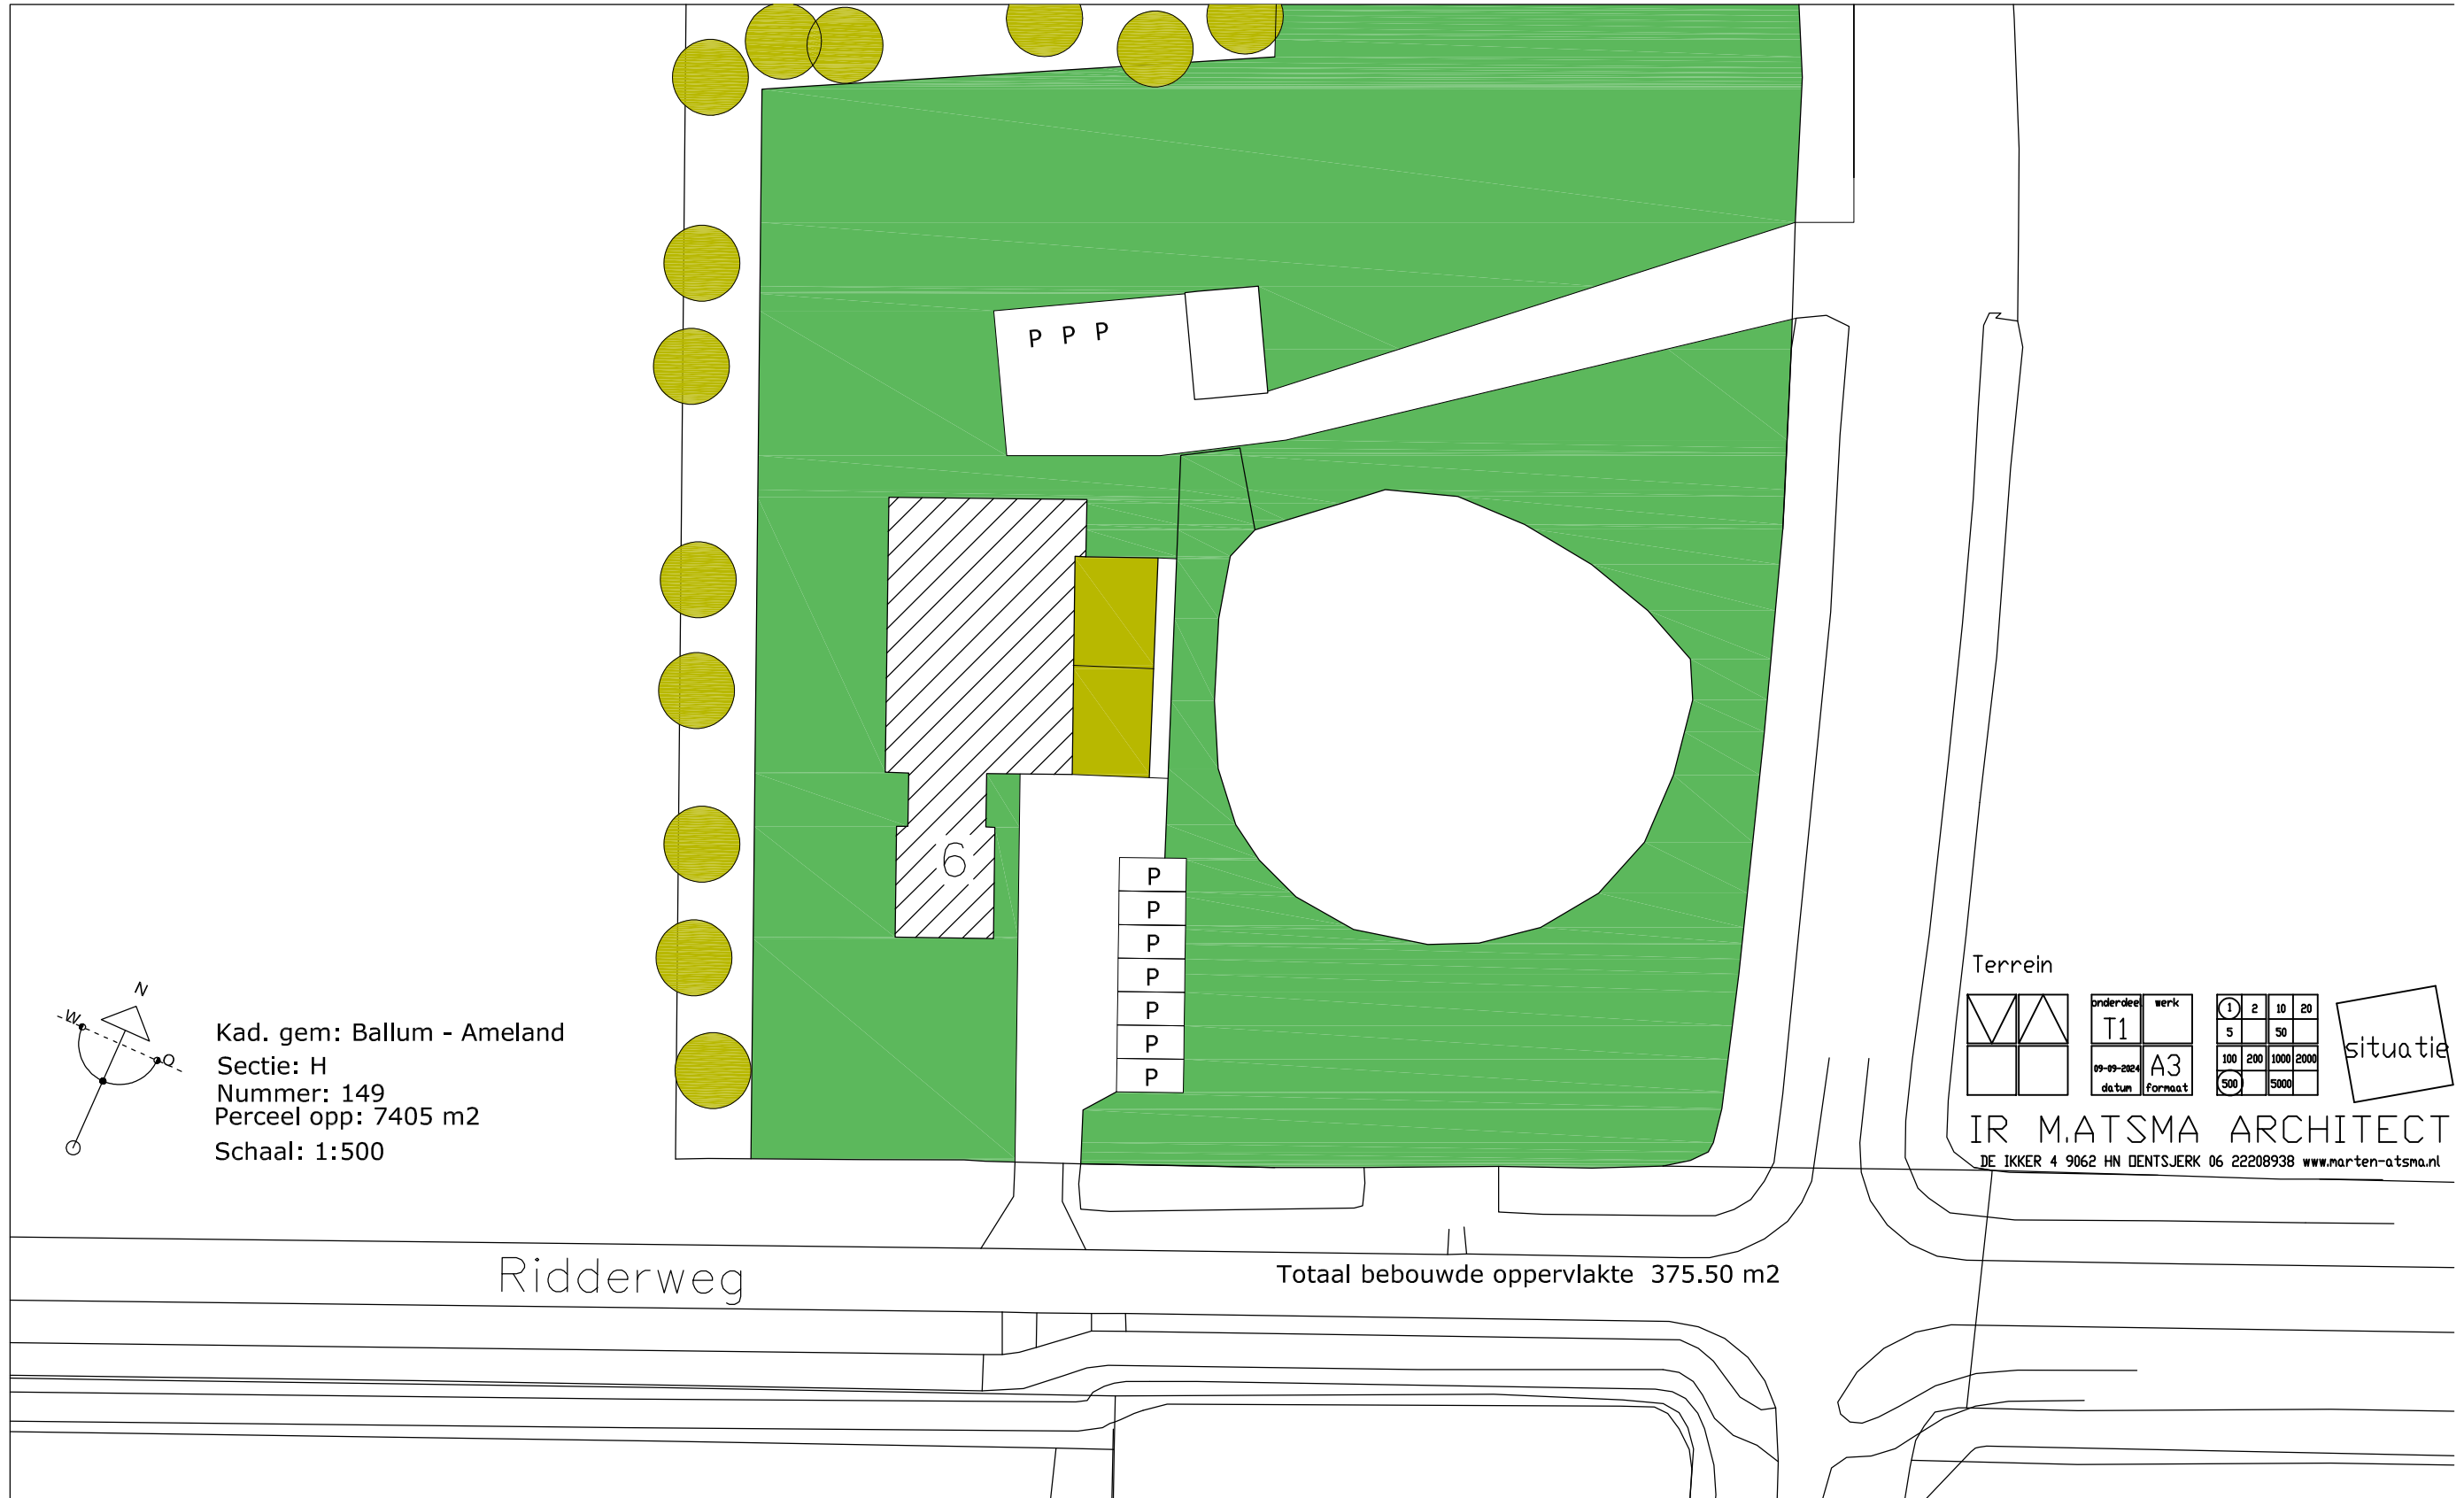 P P P
6
P
P
P
P
P
P
P
N
W
O
Kad. gem: Ballum - Ameland
Sectie: H
Nummer: 149
Perceel opp: 7405 m2
Schaal: 1:500
Terrein
onderdeel werk
T1
09-09-2024 A3
datum formaat
1 2 10 20
5 50
100 200 1000 2000
500 5000
situatie
IR M.ATSMA ARCHITECT
DE IKKER 4 9062 HN OENTSJERK 06 22208938 www.marten-atsma.nl
Ridderweg
Totaal bebouwde oppervlakte 375.50 m2